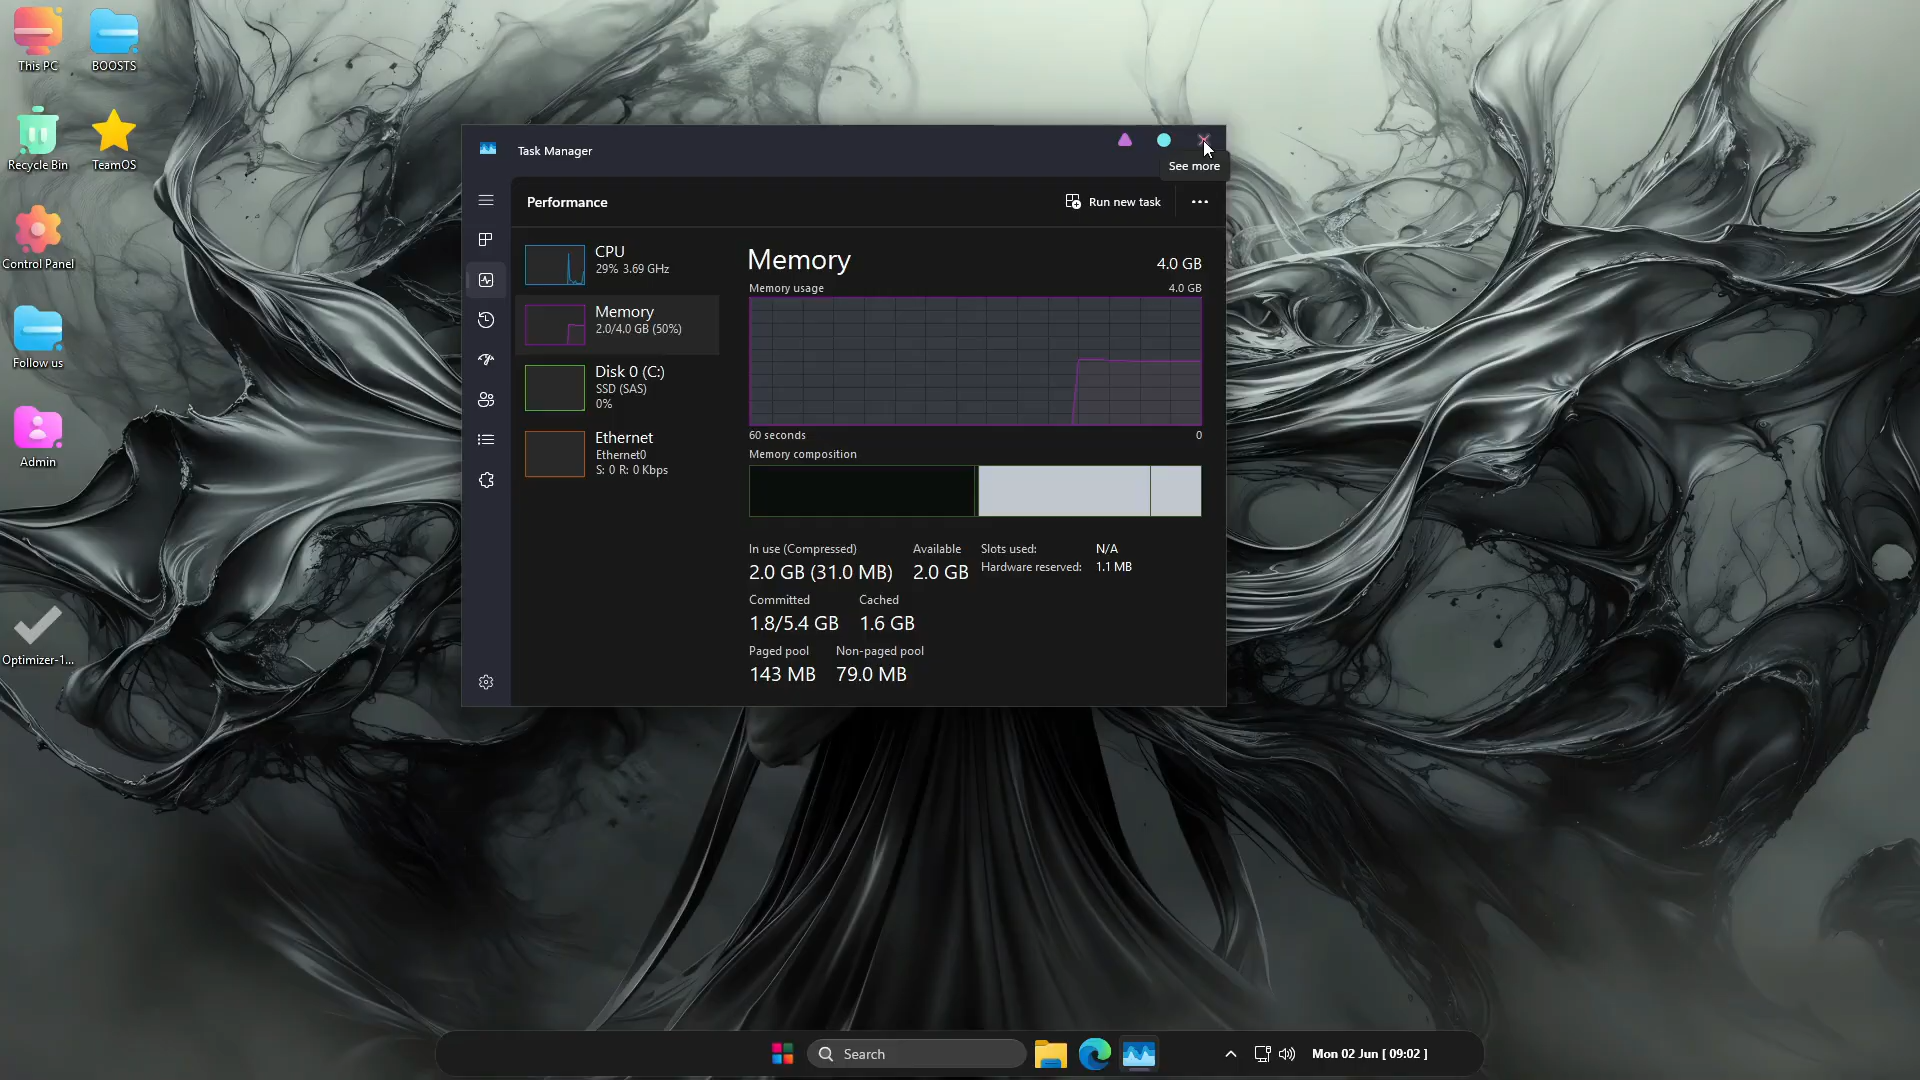 This PC
BOOSTS
Recycle Bin
TeamOS
Control Panel
Follow us
Admin
Optimizer-1...
Task Manager
See more
Performance
Run new task
CPU
29% 3.69 GHz
Memory
2.0/4.0 GB (50%)
Disk 0 (C:)
SSD (SAS)
0%
Ethernet
Ethernet0
S: 0 R: 0 Kbps
Memory
4.0 GB
Memory usage
4.0 GB
60 seconds
0
Memory composition
In use (Compressed)
2.0 GB (31.0 MB)
Available
2.0 GB
Slots used:
N/A
Hardware reserved:
1.1 MB
Committed
1.8/5.4 GB
Cached
1.6 GB
Paged pool
143 MB
Non-paged pool
79.0 MB
Search
Mon 02 Jun [ 09:02 ]